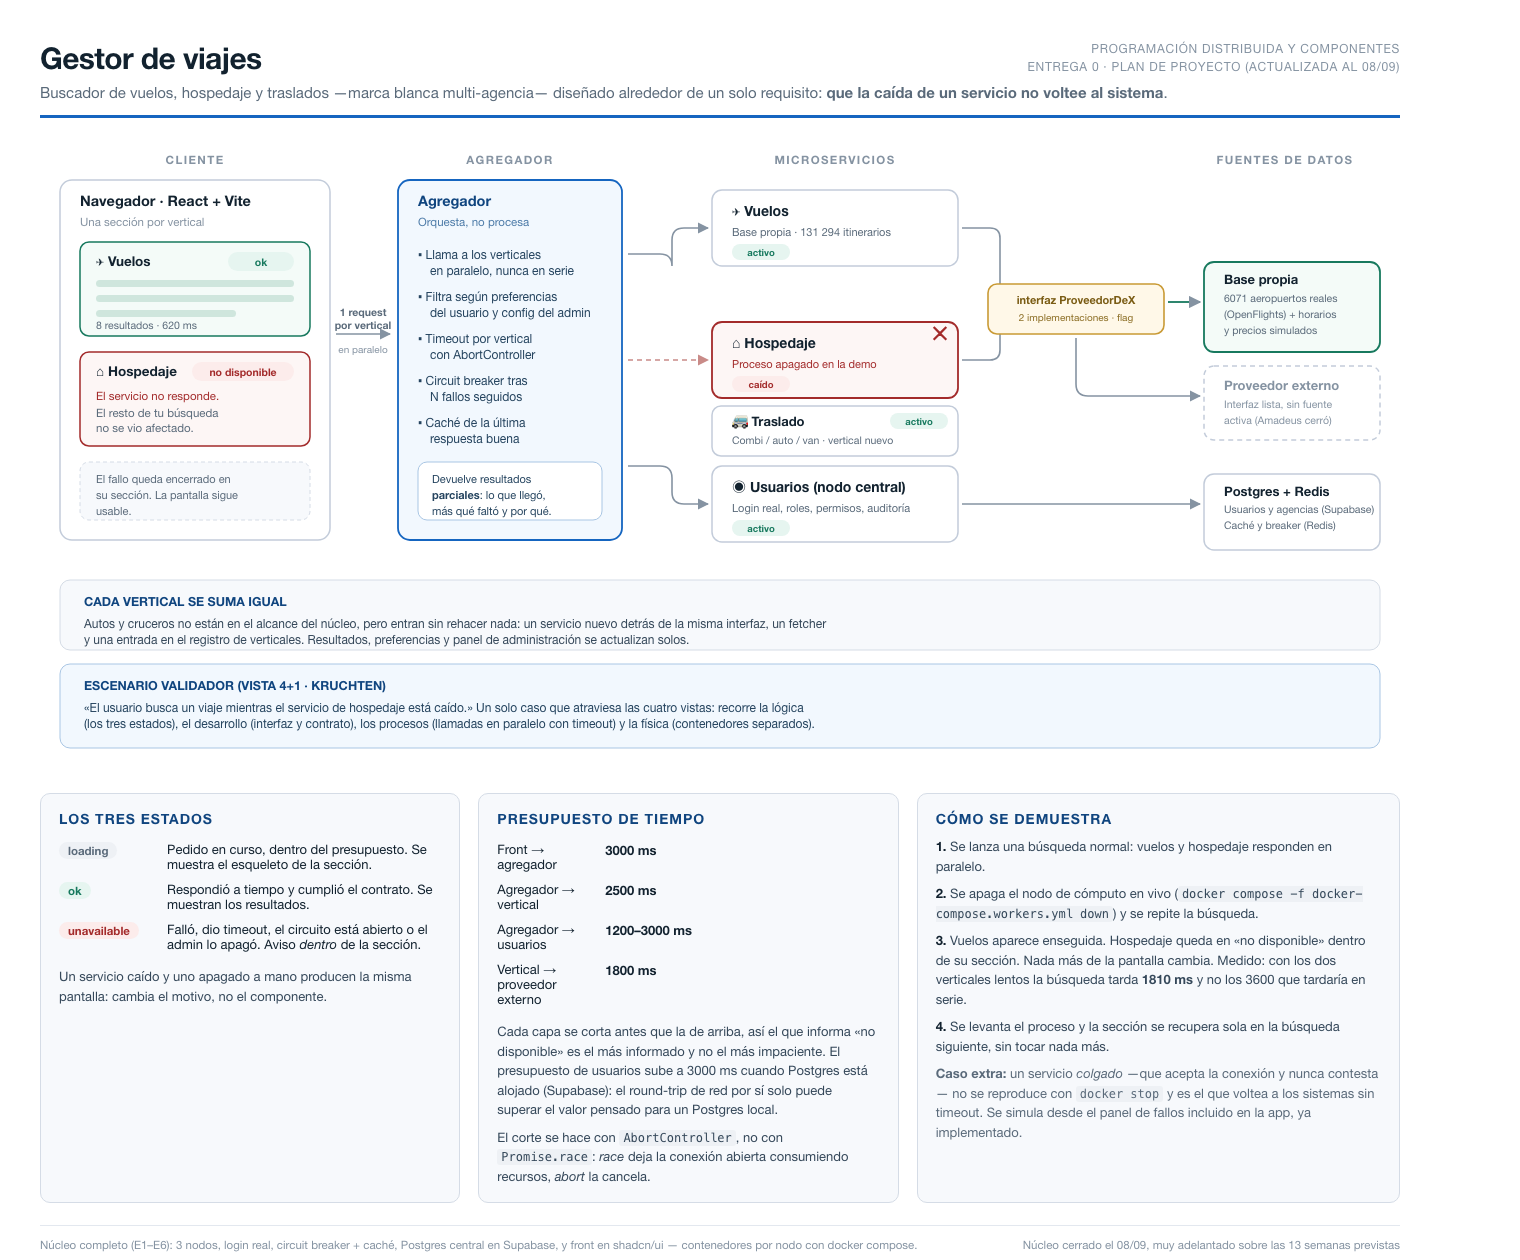 Gestor de viajes
PROGRAMACIÓN DISTRIBUIDA Y COMPONENTES
ENTREGA 0 · PLAN DE PROYECTO (ACTUALIZADA AL 08/09)
Buscador de vuelos, hospedaje y traslados —marca blanca multi-agencia— diseñado alrededor de un solo requisito: que la caída de un servicio no voltee al sistema.
CLIENTE
AGREGADOR
MICROSERVICIOS
FUENTES DE DATOS
Navegador · React + Vite
Una sección por vertical
✈ Vuelos
ok
8 resultados · 620 ms
⌂ Hospedaje
no disponible
El servicio no responde.
El resto de tu búsqueda
no se vio afectado.
El fallo queda encerrado en
su sección. La pantalla sigue
usable.
1 request
por vertical
en paralelo
Agregador
Orquesta, no procesa
▪ Llama a los verticales
en paralelo, nunca en serie
▪ Filtra según preferencias
del usuario y config del admin
▪ Timeout por vertical
con AbortController
▪ Circuit breaker tras
N fallos seguidos
▪ Caché de la última
respuesta buena
Devuelve resultados
parciales: lo que llegó,
más qué faltó y por qué.
✈ Vuelos
Base propia · 131 294 itinerarios
activo
⌂ Hospedaje
Proceso apagado en la demo
caído
🚐 Traslado
activo
Combi / auto / van · vertical nuevo
◉ Usuarios (nodo central)
Login real, roles, permisos, auditoría
activo
interfaz ProveedorDeX
2 implementaciones · flag
Base propia
6071 aeropuertos reales
(OpenFlights) + horarios
y precios simulados
Proveedor externo
Interfaz lista, sin fuente
activa (Amadeus cerró)
Postgres + Redis
Usuarios y agencias (Supabase)
Caché y breaker (Redis)
CADA VERTICAL SE SUMA IGUAL
Autos y cruceros no están en el alcance del núcleo, pero entran sin rehacer nada: un servicio nuevo detrás de la misma interfaz, un fetcher
y una entrada en el registro de verticales. Resultados, preferencias y panel de administración se actualizan solos.
ESCENARIO VALIDADOR (VISTA 4+1 · KRUCHTEN)
«El usuario busca un viaje mientras el servicio de hospedaje está caído.» Un solo caso que atraviesa las cuatro vistas: recorre la lógica
(los tres estados), el desarrollo (interfaz y contrato), los procesos (llamadas en paralelo con timeout) y la física (contenedores separados).
LOS TRES ESTADOS
loading
Pedido en curso, dentro del presupuesto. Se
muestra el esqueleto de la sección.
ok
Respondió a tiempo y cumplió el contrato. Se
muestran los resultados.
unavailable
Falló, dio timeout, el circuito está abierto o el
admin lo apagó. Aviso dentro de la sección.
Un servicio caído y uno apagado a mano producen la misma
pantalla: cambia el motivo, no el componente.
PRESUPUESTO DE TIEMPO
Front →
agregador
3000 ms
Agregador →
vertical
2500 ms
Agregador →
usuarios
1200–3000 ms
Vertical →
proveedor
externo
1800 ms
Cada capa se corta antes que la de arriba, así el que informa «no
disponible» es el más informado y no el más impaciente. El
presupuesto de usuarios sube a 3000 ms cuando Postgres está
alojado (Supabase): el round-trip de red por sí solo puede
superar el valor pensado para un Postgres local.
El corte se hace con AbortController, no con
Promise.race: race deja la conexión abierta consumiendo
recursos, abort la cancela.
CÓMO SE DEMUESTRA
1. Se lanza una búsqueda normal: vuelos y hospedaje responden en
paralelo.
2. Se apaga el nodo de cómputo en vivo (docker compose -f docker-
compose.workers.yml down) y se repite la búsqueda.
3. Vuelos aparece enseguida. Hospedaje queda en «no disponible» dentro
de su sección. Nada más de la pantalla cambia. Medido: con los dos
verticales lentos la búsqueda tarda 1810 ms y no los 3600 que tardaría en
serie.
4. Se levanta el proceso y la sección se recupera sola en la búsqueda
siguiente, sin tocar nada más.
Caso extra: un servicio colgado —que acepta la conexión y nunca contesta
— no se reproduce con docker stop y es el que voltea a los sistemas sin
timeout. Se simula desde el panel de fallos incluido en la app, ya
implementado.
Núcleo completo (E1–E6): 3 nodos, login real, circuit breaker + caché, Postgres central en Supabase, y front en shadcn/ui — contenedores por nodo con docker compose.
Núcleo cerrado el 08/09, muy adelantado sobre las 13 semanas previstas